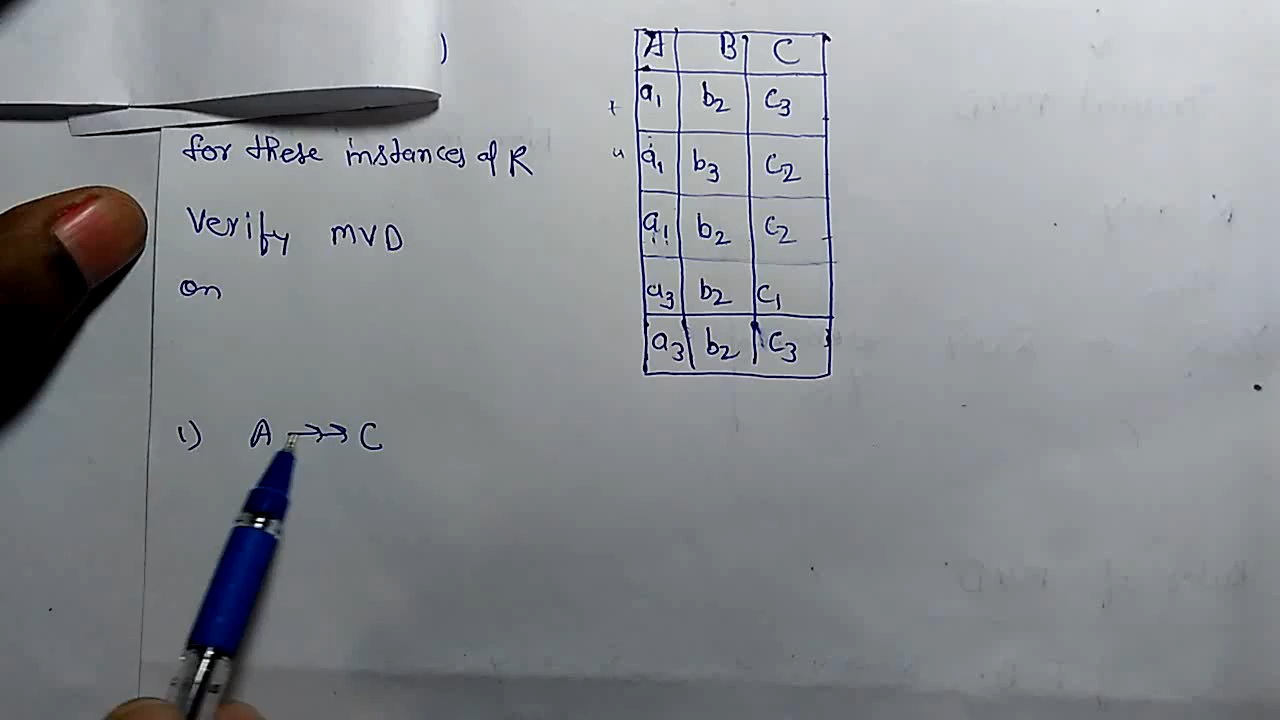 )
for these instances of R
Verify MVD
on
1) A →→ C
A B C
t a₁ b₂ c₃
u a₁ b₃ c₂
a₁ b₂ c₂
a₃ b₂ c₁
a₃ b₂ c₃